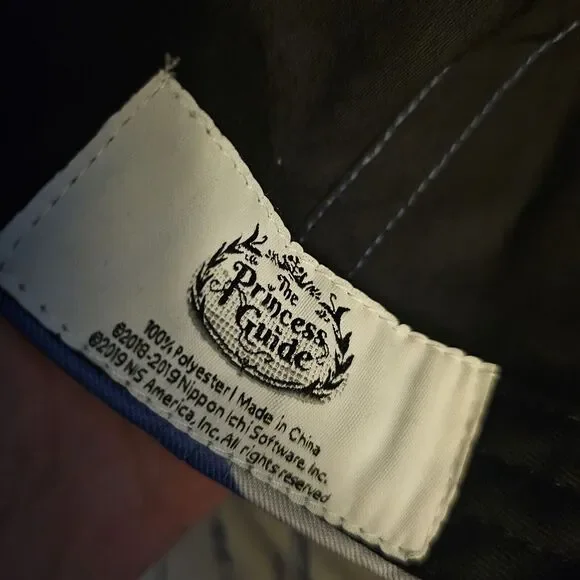 The
Princess
Guide
100% Polyester | Made in China
©2018-2019 Nippon Ichi Software, Inc.
©2019 NIS America, Inc. All rights reserved